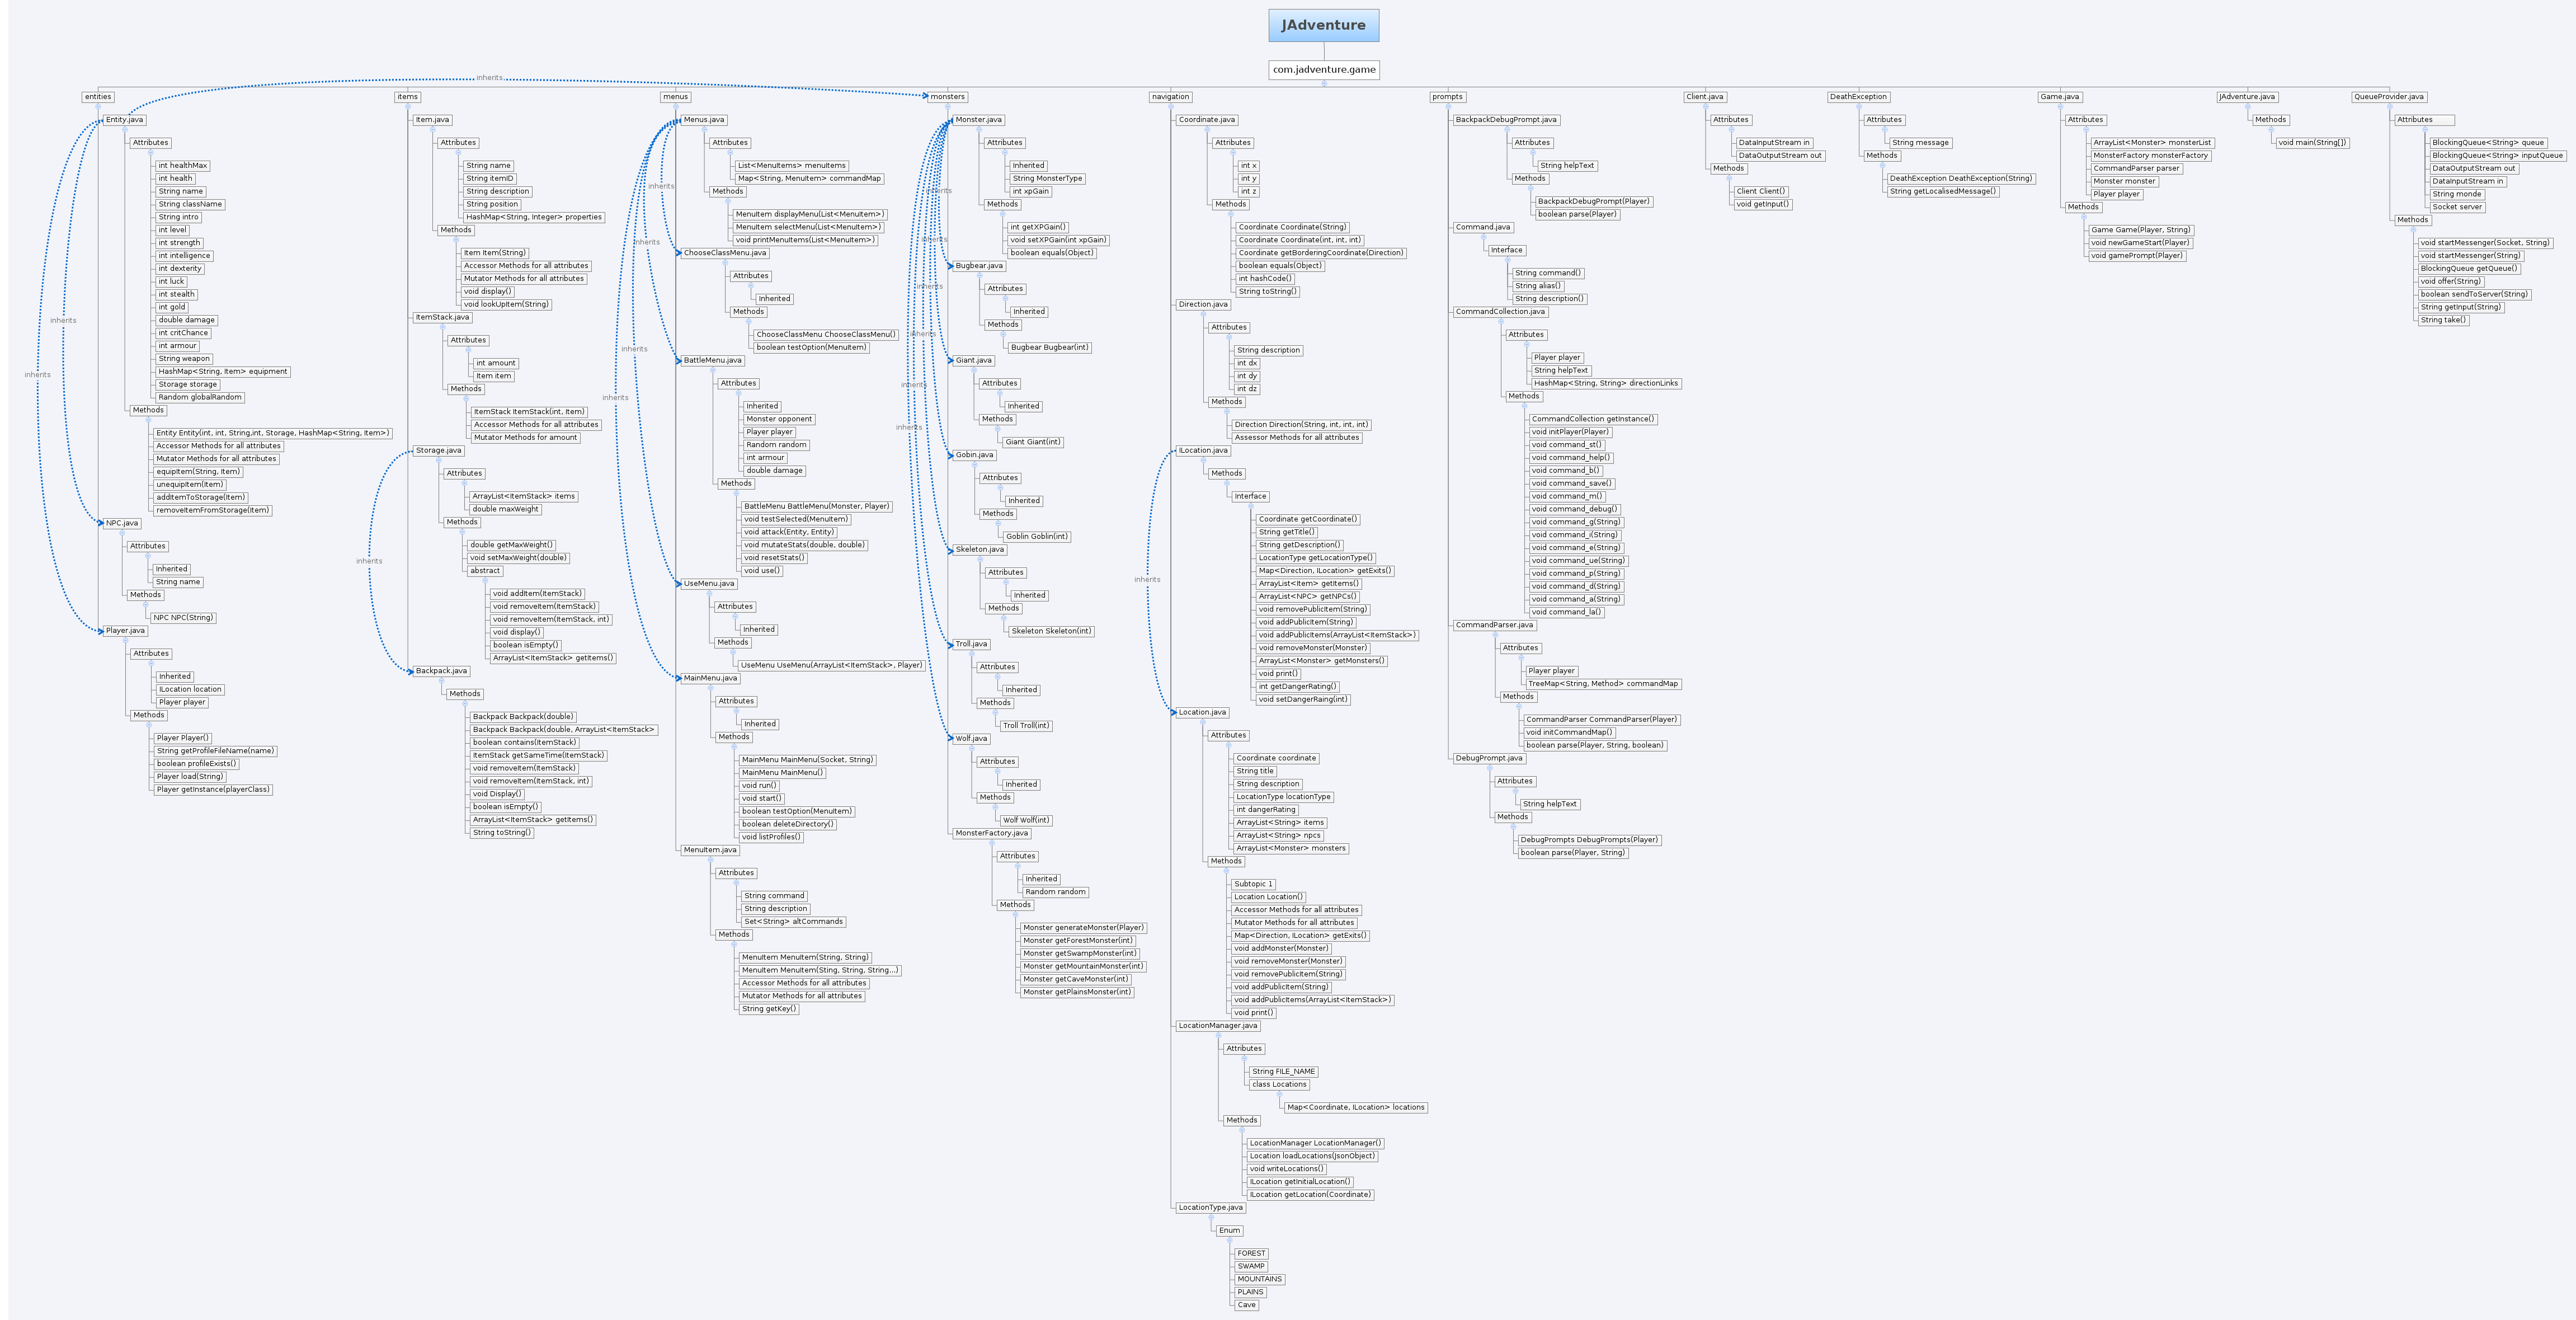 JAdventure
com.jadventure.game
inherits
entities
Entity.java
Attributes
int healthMax
int health
String name
String className
String intro
int level
int strength
int intelligence
int dexterity
int luck
int stealth
int gold
double damage
int critChance
int armour
String weapon
HashMap<String, Item> equipment
Storage storage
Random globalRandom
Methods
Entity Entity(int, int, String,int, Storage, HashMap<String, Item>)
Accessor Methods for all attributes
Mutator Methods for all attributes
equipItem(String, Item)
unequipItem(Item)
addItemToStorage(Item)
removeItemFromStorage(Item)
inherits
inherits
NPC.java
Attributes
Inherited
String name
Methods
NPC NPC(String)
Player.java
Attributes
Inherited
ILocation location
Player player
Methods
Player Player()
String getProfileFileName(name)
boolean profileExists()
Player load(String)
Player getInstance(playerClass)
items
Item.java
Attributes
String name
String itemID
String description
String position
HashMap<String, Integer> properties
Methods
Item Item(String)
Accessor Methods for all attributes
Mutator Methods for all attributes
void display()
void lookUpItem(String)
ItemStack.java
Attributes
int amount
Item item
Methods
ItemStack ItemStack(int, Item)
Accessor Methods for all attributes
Mutator Methods for amount
Storage.java
Attributes
ArrayList<ItemStack> items
double maxWeight
Methods
double getMaxWeight()
void setMaxWeight(double)
abstract
void addItem(ItemStack)
void removeItem(ItemStack)
void removeItem(ItemStack, int)
void display()
boolean isEmpty()
ArrayList<ItemStack> getItems()
inherits
Backpack.java
Methods
Backpack Backpack(double)
Backpack Backpack(double, ArrayList<ItemStack>
boolean contains(ItemStack)
ItemStack getSameTime(ItemStack)
void removeItem(ItemStack)
void removeItem(ItemStack, int)
void Display()
boolean isEmpty()
ArrayList<ItemStack> getItems()
String toString()
menus
Menus.java
Attributes
List<MenuItems> menuItems
Map<String, MenuItem> commandMap
Methods
MenuItem displayMenu(List<MenuItem>)
MenuItem selectMenu(List<MenuItem>)
void printMenuItems(List<MenuItem>)
inherits
inherits
inherits
inherits
ChooseClassMenu.java
Attributes
Inherited
Methods
ChooseClassMenu ChooseClassMenu()
boolean testOption(MenuItem)
BattleMenu.java
Attributes
Inherited
Monster opponent
Player player
Random random
int armour
double damage
Methods
BattleMenu BattleMenu(Monster, Player)
void testSelected(MenuItem)
void attack(Entity, Entity)
void mutateStats(double, double)
void resetStats()
void use()
UseMenu.java
Attributes
Inherited
Methods
UseMenu UseMenu(ArrayList<ItemStack>, Player)
MainMenu.java
Attributes
Inherited
Methods
MainMenu MainMenu(Socket, String)
MainMenu MainMenu()
void run()
void start()
boolean testOption(MenuItem)
boolean deleteDirectory()
void listProfiles()
MenuItem.java
Attributes
String command
String description
Set<String> altCommands
Methods
MenuItem MenuItem(String, String)
MenuItem MenuItem(Sting, String, String...)
Accessor Methods for all attributes
Mutator Methods for all attributes
String getKey()
monsters
Monster.java
Attributes
Inherited
String MonsterType
int xpGain
Methods
int getXPGain()
void setXPGain(int xpGain)
boolean equals(Object)
inherits
inherits
inherits
inherits
inherits
inherits
Bugbear.java
Attributes
Inherited
Methods
Bugbear Bugbear(int)
Giant.java
Attributes
Inherited
Methods
Giant Giant(int)
Gobin.java
Attributes
Inherited
Methods
Goblin Goblin(int)
Skeleton.java
Attributes
Inherited
Methods
Skeleton Skeleton(int)
Troll.java
Attributes
Inherited
Methods
Troll Troll(int)
Wolf.java
Attributes
Inherited
Methods
Wolf Wolf(int)
MonsterFactory.java
Attributes
Inherited
Random random
Methods
Monster generateMonster(Player)
Monster getForestMonster(int)
Monster getSwampMonster(int)
Monster getMountainMonster(int)
Monster getCaveMonster(int)
Monster getPlainsMonster(int)
navigation
Coordinate.java
Attributes
int x
int y
int z
Methods
Coordinate Coordinate(String)
Coordinate Coordinate(int, int, int)
Coordinate getBorderingCoordinate(Direction)
boolean equals(Object)
int hashCode()
String toString()
Direction.java
Attributes
String description
int dx
int dy
int dz
Methods
Direction Direction(String, int, int, int)
Assessor Methods for all attributes
ILocation.java
Methods
Interface
Coordinate getCoordinate()
String getTitle()
String getDescription()
LocationType getLocationType()
Map<Direction, ILocation> getExits()
ArrayList<Item> getItems()
ArrayList<NPC> getNPCs()
void removePublicItem(String)
void addPublicItem(String)
void addPublicItems(ArrayList<ItemStack>)
void removeMonster(Monster)
ArrayList<Monster> getMonsters()
void print()
int getDangerRating()
void setDangerRaing(int)
inherits
Location.java
Attributes
Coordinate coordinate
String title
String description
LocationType locationType
int dangerRating
ArrayList<String> items
ArrayList<String> npcs
ArrayList<Monster> monsters
Methods
Subtopic 1
Location Location()
Accessor Methods for all attributes
Mutator Methods for all attributes
Map<Direction, ILocation> getExits()
void addMonster(Monster)
void removeMonster(Monster)
void removePublicItem(String)
void addPublicItem(String)
void addPublicItems(ArrayList<ItemStack>)
void print()
LocationManager.java
Attributes
String FILE_NAME
class Locations
Map<Coordinate, ILocation> locations
Methods
LocationManager LocationManager()
Location loadLocations(JsonObject)
void writeLocations()
ILocation getInitialLocation()
ILocation getLocation(Coordinate)
LocationType.java
Enum
FOREST
SWAMP
MOUNTAINS
PLAINS
Cave
prompts
BackpackDebugPrompt.java
Attributes
String helpText
Methods
BackpackDebugPrompt(Player)
boolean parse(Player)
Command.java
Interface
String command()
String alias()
String description()
CommandCollection.java
Attributes
Player player
String helpText
HashMap<String, String> directionLinks
Methods
CommandCollection getInstance()
void initPlayer(Player)
void command_st()
void command_help()
void command_b()
void command_save()
void command_m()
void command_debug()
void command_g(String)
void command_i(String)
void command_e(String)
void command_ue(String)
void command_p(String)
void command_d(String)
void command_a(String)
void command_la()
CommandParser.java
Attributes
Player player
TreeMap<String, Method> commandMap
Methods
CommandParser CommandParser(Player)
void initCommandMap()
boolean parse(Player, String, boolean)
DebugPrompt.java
Attributes
String helpText
Methods
DebugPrompts DebugPrompts(Player)
boolean parse(Player, String)
Client.java
Attributes
DataInputStream in
DataOutputStream out
Methods
Client Client()
void getInput()
DeathException
Attributes
String message
Methods
DeathException DeathException(String)
String getLocalisedMessage()
Game.java
Attributes
ArrayList<Monster> monsterList
MonsterFactory monsterFactory
CommandParser parser
Monster monster
Player player
Methods
Game Game(Player, String)
void newGameStart(Player)
void gamePrompt(Player)
JAdventure.java
Methods
void main(String[])
QueueProvider.java
Attributes
BlockingQueue<String> queue
BlockingQueue<String> inputQueue
DataOutputStream out
DataInputStream in
String monde
Socket server
Methods
void startMessenger(Socket, String)
void startMessenger(String)
BlockingQueue getQueue()
void offer(String)
boolean sendToServer(String)
String getInput(String)
String take()